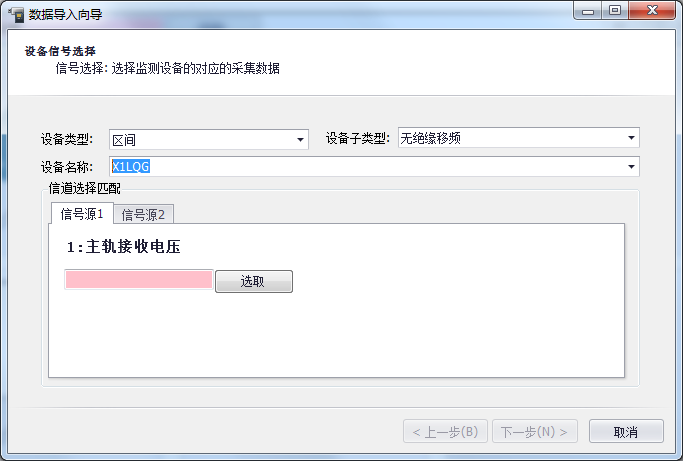 数据导入向导
设备信号选择
信号选择: 选择监测设备的对应的采集数据
设备类型: 区间 设备子类型: 无绝缘移频
设备名称: X1LQG
信道选择匹配
信号源1 信号源2
1:主轨接收电压
选取
< 上一步(B) 下一步(N) > 取消